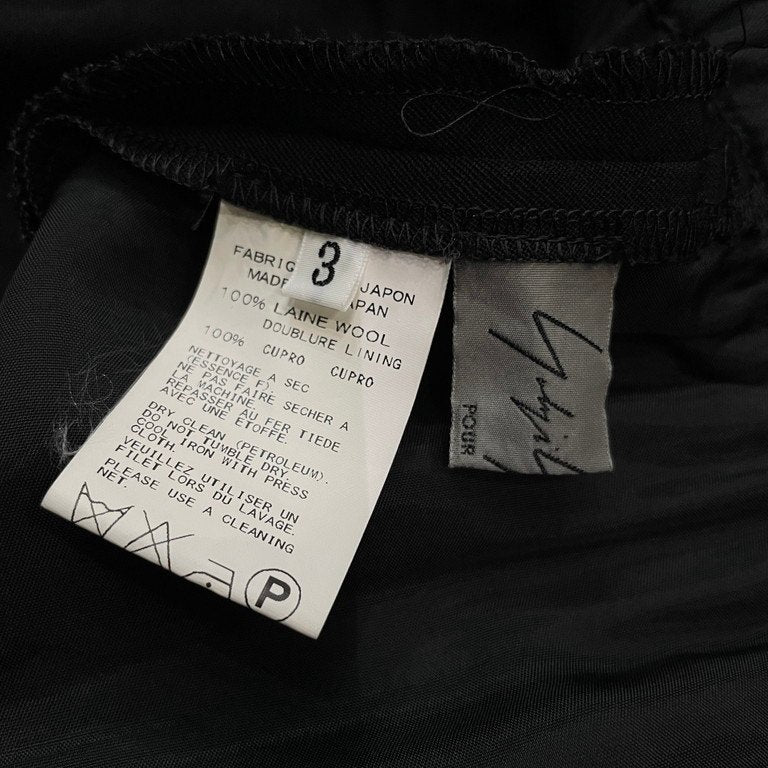 3
FABRIQ JAPON
MADE JAPAN
100% LAINE WOOL
DOUBLURE LINING
100% CUPRO CUPRO
NETTOYAGE A SEC
(ESSENCE F).
NE PAS FAIRE SECHER A
LA MACHINE
REPASSER AU FER TIEDE
AVEC UNE ETOFFE.
DRY CLEAN (PETROLEUM).
DO NOT TUMBLE DRY.
COOL IRON WITH PRESS
CLOTH.
VEUILLEZ UTILISER UN
FILET LORS DU LAVAGE.
PLEASE USE A CLEANING
NET.
P
POUR